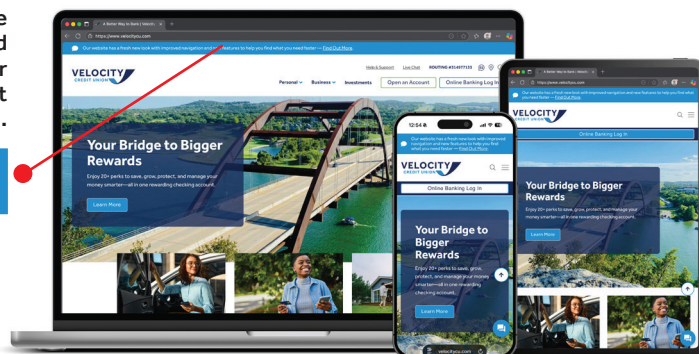 e
d
r
t
.
A Better Way to Bank | Velocit
https://www.velocitycu.com
Our website has a fresh new look with improved navigation and new features to help you find what you need faster — Find Out More.
VELOCITY
CREDIT UNION
Help & Support Live Chat ROUTING #314977133
Personal Business Investments Open an Account Online Banking Log In
Your Bridge to Bigger
Rewards
Enjoy 20+ perks to save, grow, protect, and manage your
money smarter—all in one rewarding checking account.
Learn More
12:54
Our website has a fresh new look with improved
navigation and new features to help you find
what you need faster — Find Out More.
VELOCITY
CREDIT UNION
Online Banking Log In
Your Bridge to
Bigger
Rewards
Enjoy 20+ perks to save, grow,
protect, and manage your money
smarter—all in one rewarding
checking account.
Learn More
velocitycu.com
A Better Way to Bank | Velocit
https://www.velocitycu.com
Our website has a fresh new look with improved navigation and new features to help you find what
you need faster — Find Out More.
VELOCITY
CREDIT UNION
Online Banking Log In
Your Bridge to Bigger
Rewards
Enjoy 20+ perks to save, grow, protect, and manage your
money smarter—all in one rewarding checking account.
Learn More